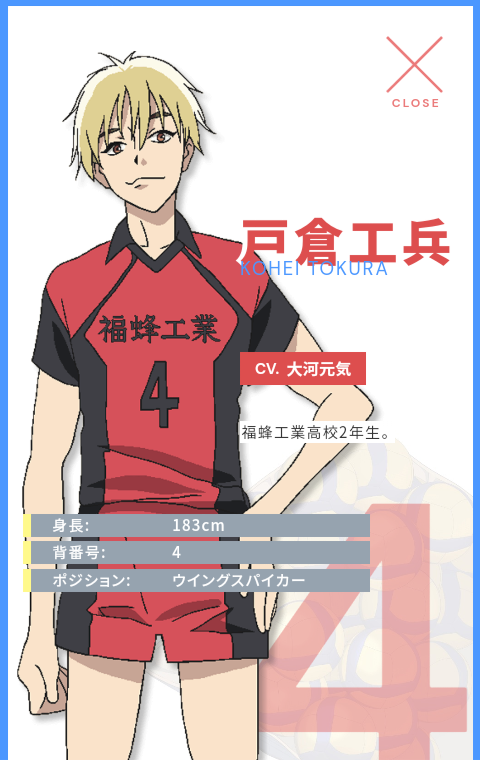 CLOSE
戸倉工兵
KOHEI TOKURA
福蜂工業
4
CV. 大河元気
福蜂工業高校2年生。
身長: 183cm
背番号: 4
ポジション: ウイングスパイカー
4